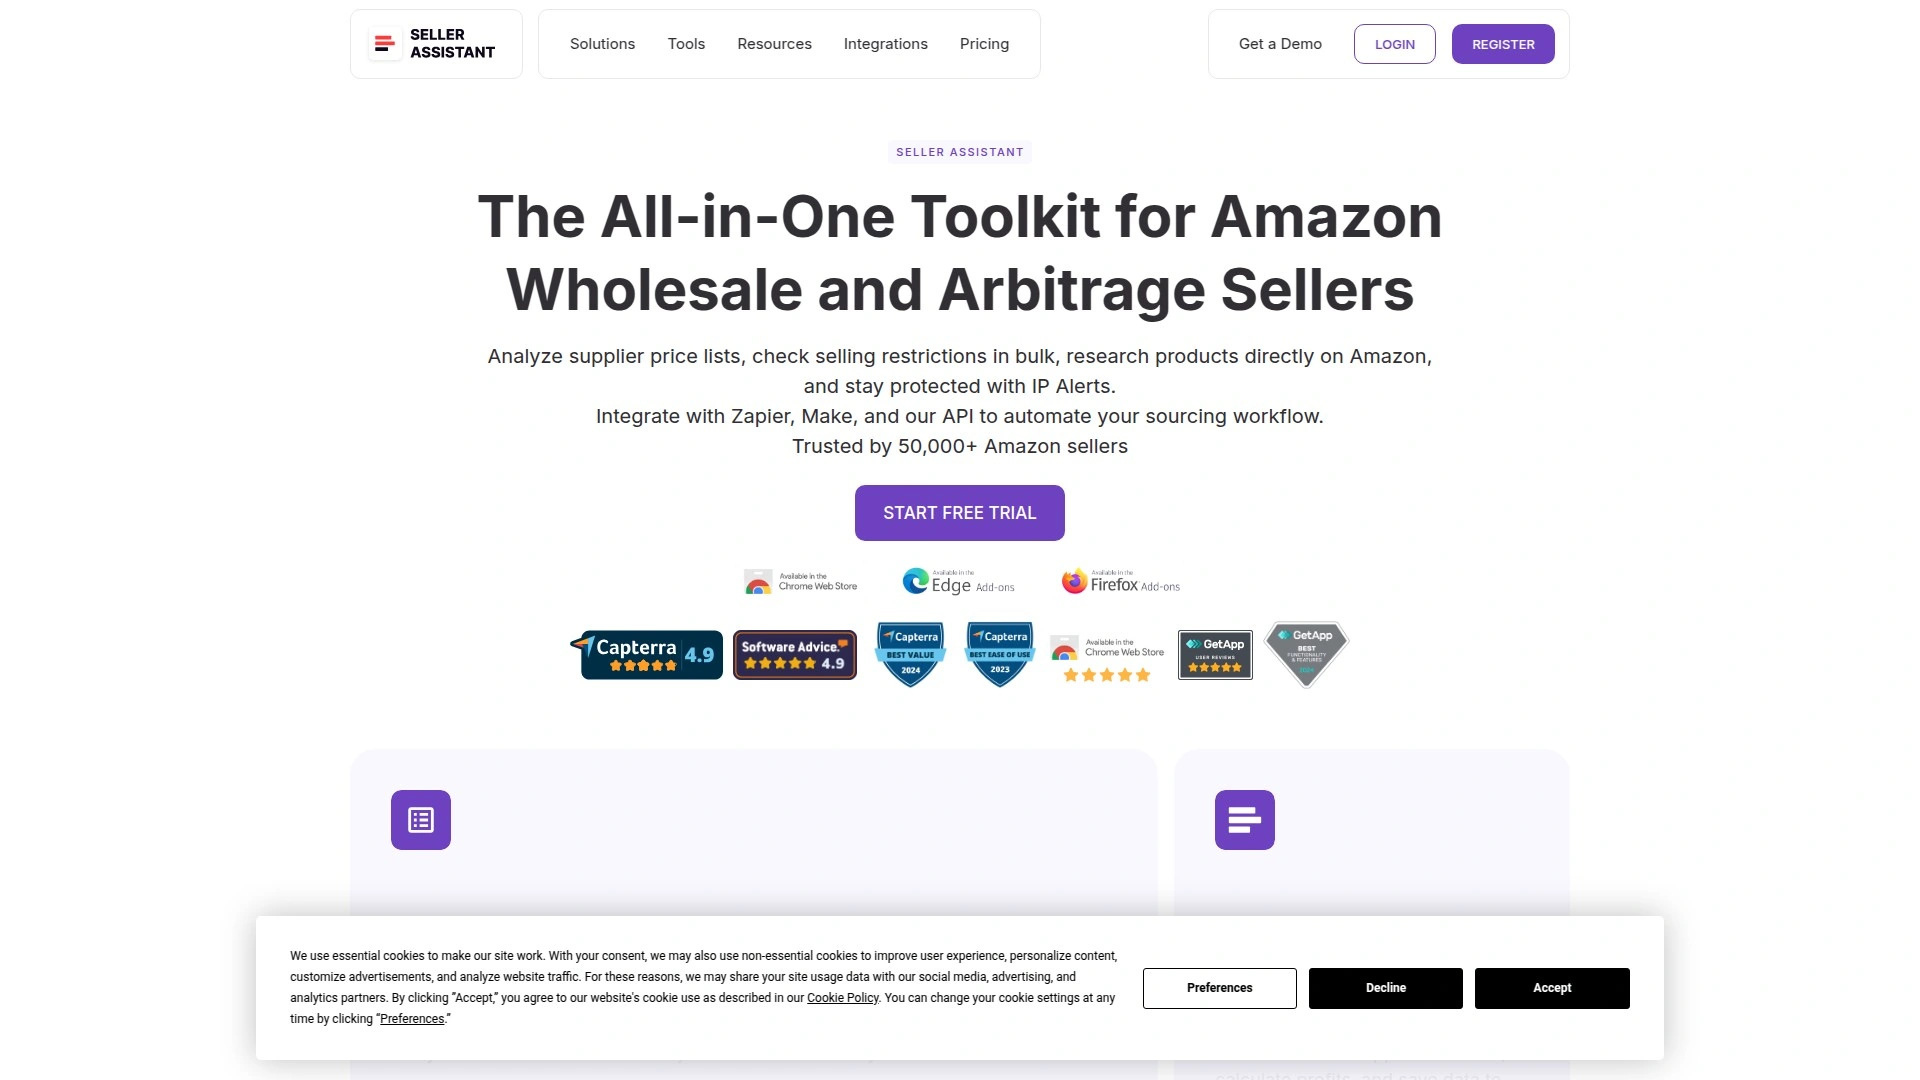 SELLER
ASSISTANT
Solutions
Tools
Resources
Integrations
Pricing
Get a Demo
LOGIN
REGISTER
SELLER ASSISTANT
The All-in-One Toolkit for Amazon
Wholesale and Arbitrage Sellers
Analyze supplier price lists, check selling restrictions in bulk, research products directly on Amazon,
and stay protected with IP Alerts.
Integrate with Zapier, Make, and our API to automate your sourcing workflow.
Trusted by 50,000+ Amazon sellers
START FREE TRIAL
Available in the
Chrome Web Store
Available in the
Edge Add-ons
Available in the
Firefox Add-ons
Capterra 4.9
Software Advice.
4.9
Capterra
BEST VALUE
2024
Capterra
BEST EASE OF USE
2023
Available in the
Chrome Web Store
GetApp
USER REVIEWS
GetApp
BEST
FUNCTIONALITY
& FEATURES
2024
We use essential cookies to make our site work. With your consent, we may also use non-essential cookies to improve user experience, personalize content,
customize advertisements, and analyze website traffic. For these reasons, we may share your site usage data with our social media, advertising, and
analytics partners. By clicking “Accept,” you agree to our website's cookie use as described in our Cookie Policy. You can change your cookie settings at any
time by clicking “Preferences.”
Preferences
Decline
Accept
calculate profits, and save data to